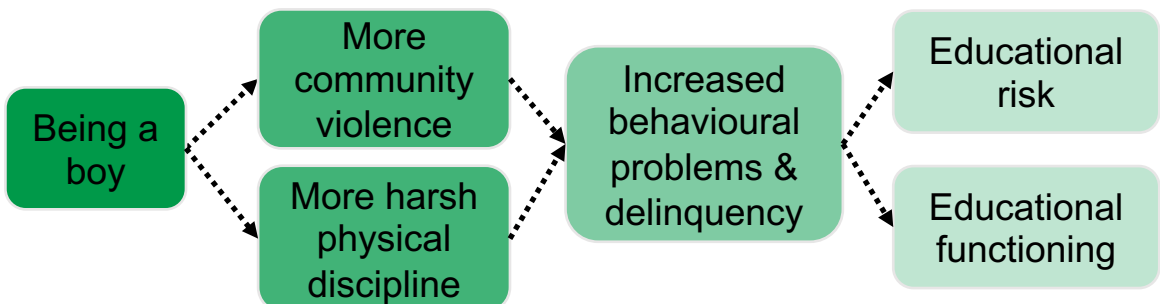 Being a
boy
More
community
violence
More harsh
physical
discipline
Increased
behavioural
problems &
delinquency
Educational
risk
Educational
functioning